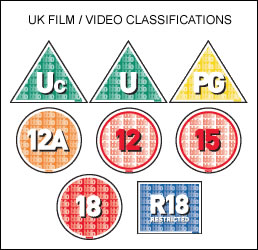 UK FILM / VIDEO CLASSIFICATIONS
Uc U PG
12A 12 15
18 R18
RESTRICTED